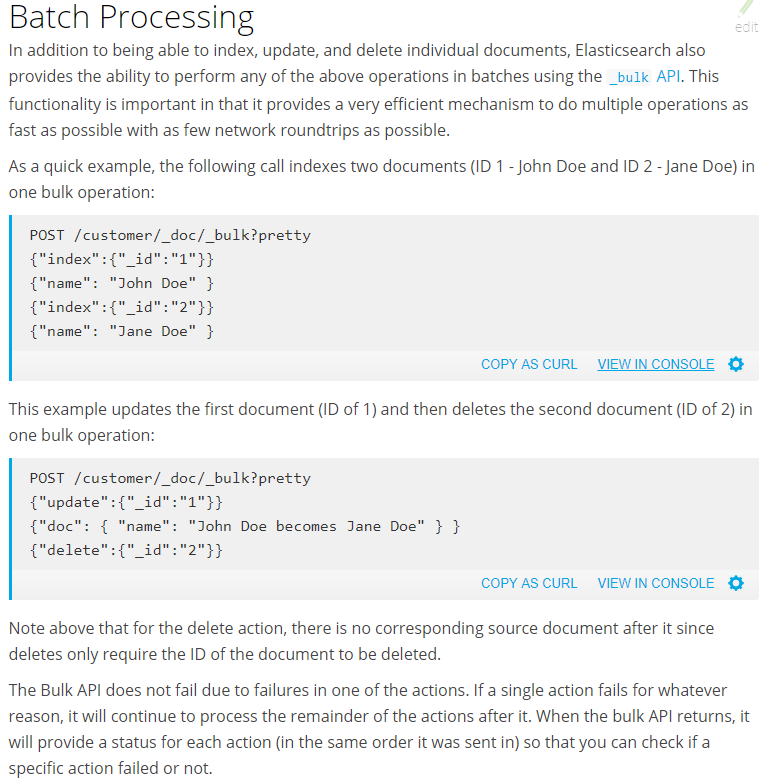 Batch Processing
edit
In addition to being able to index, update, and delete individual documents, Elasticsearch also
provides the ability to perform any of the above operations in batches using the _bulk API. This
functionality is important in that it provides a very efficient mechanism to do multiple operations as
fast as possible with as few network roundtrips as possible.
As a quick example, the following call indexes two documents (ID 1 - John Doe and ID 2 - Jane Doe) in
one bulk operation:
POST /customer/_doc/_bulk?pretty
{"index":{"_id":"1"}}
{"name": "John Doe" }
{"index":{"_id":"2"}}
{"name": "Jane Doe" }
COPY AS CURL VIEW IN CONSOLE
This example updates the first document (ID of 1) and then deletes the second document (ID of 2) in
one bulk operation:
POST /customer/_doc/_bulk?pretty
{"update":{"_id":"1"}}
{"doc": { "name": "John Doe becomes Jane Doe" } }
{"delete":{"_id":"2"}}
COPY AS CURL VIEW IN CONSOLE
Note above that for the delete action, there is no corresponding source document after it since
deletes only require the ID of the document to be deleted.
The Bulk API does not fail due to failures in one of the actions. If a single action fails for whatever
reason, it will continue to process the remainder of the actions after it. When the bulk API returns, it
will provide a status for each action (in the same order it was sent in) so that you can check if a
specific action failed or not.